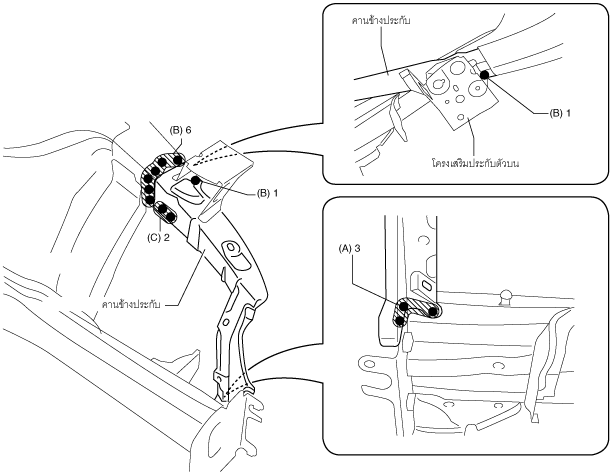 คานช้างประกับ
(B) 1
โครงเสริมประกับตัวบน
(B) 6
(B) 1
(C) 2
คานช้างประกับ
(A) 3